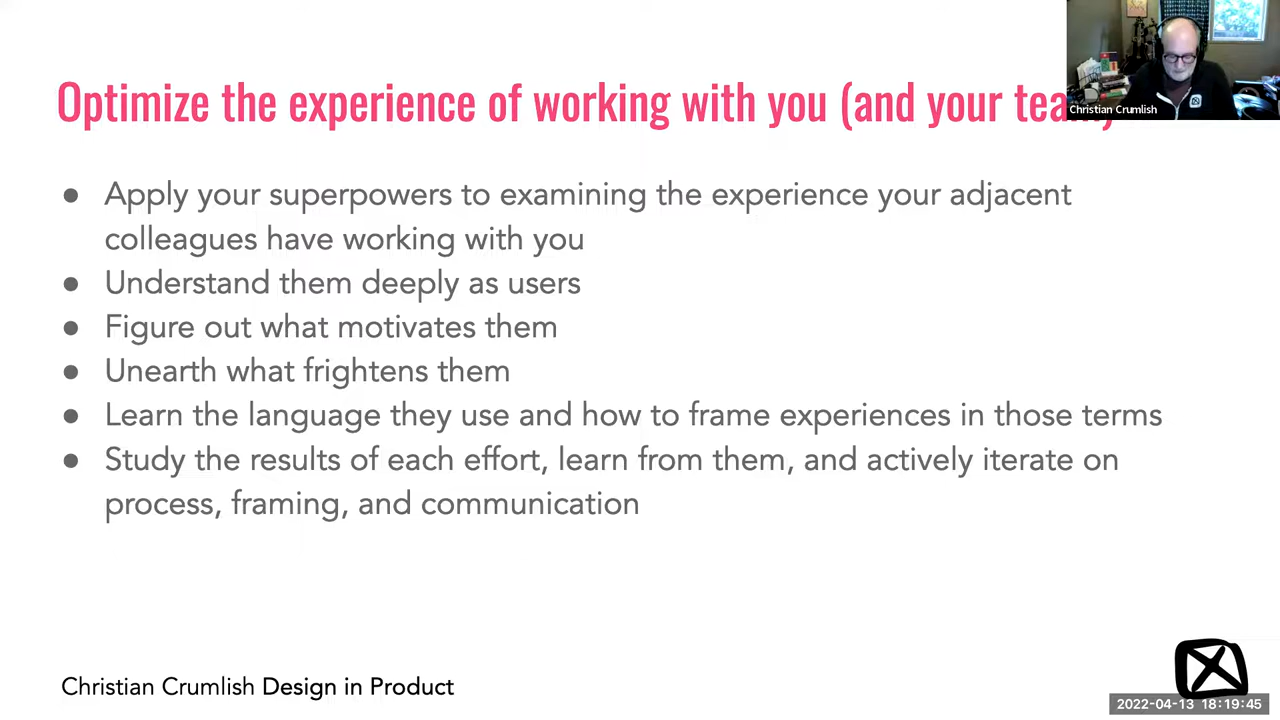 Optimize the experience of working with you (and your
Christian Crumlish
● Apply your superpowers to examining the experience your adjacent
colleagues have working with you
● Understand them deeply as users
● Figure out what motivates them
● Unearth what frightens them
● Learn the language they use and how to frame experiences in those terms
● Study the results of each effort, learn from them, and actively iterate on
process, framing, and communication
Christian Crumlish Design in Product
2022-04-13 18:19:45